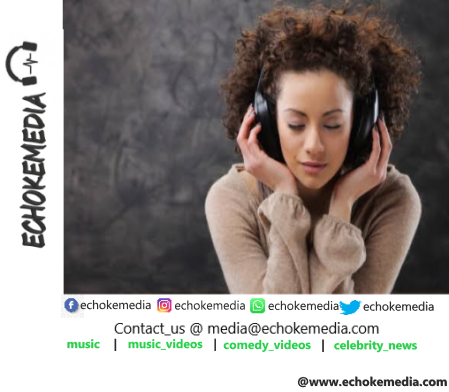 ECHOKEMEDIA
echokemedia echokemedia echokemedia echokemedia
Contact_us @ media@echokemedia.com
music | music_videos | comedy_videos | celebrity_news
@www.echokemedia.com